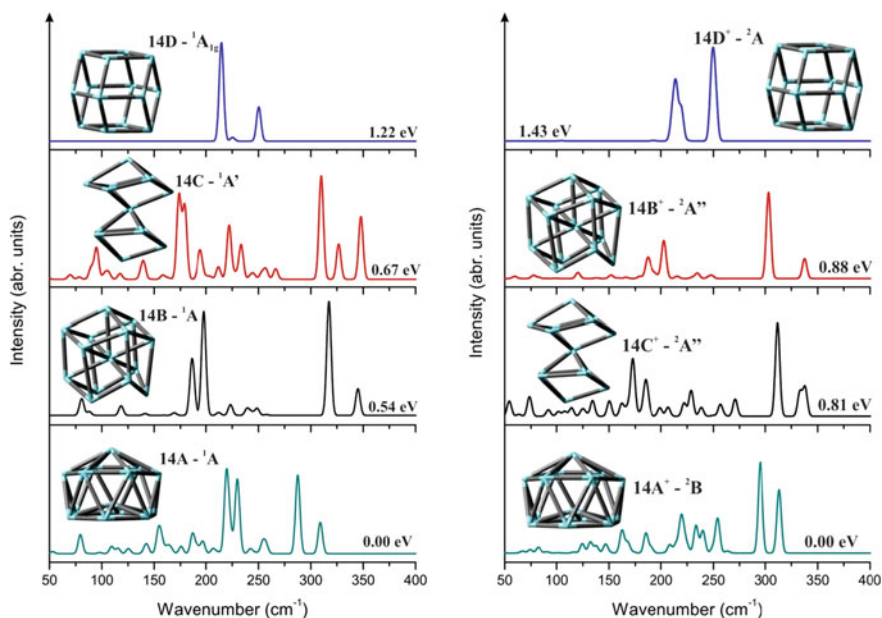 14D - ¹A₁g
1.22 eV
14C - ¹A'
0.67 eV
14B - ¹A
0.54 eV
14A - ¹A
0.00 eV
50 100 150 200 250 300 350 400
Wavenumber (cm⁻¹)
Intensity (abr. units)
14D⁺ - ²A
1.43 eV
14B⁺ - ²A''
0.88 eV
14C⁺ - ²A''
0.81 eV
14A⁺ - ²B
0.00 eV
50 100 150 200 250 300 350 400
Wavenumber (cm⁻¹)
Intensity (abr. units)